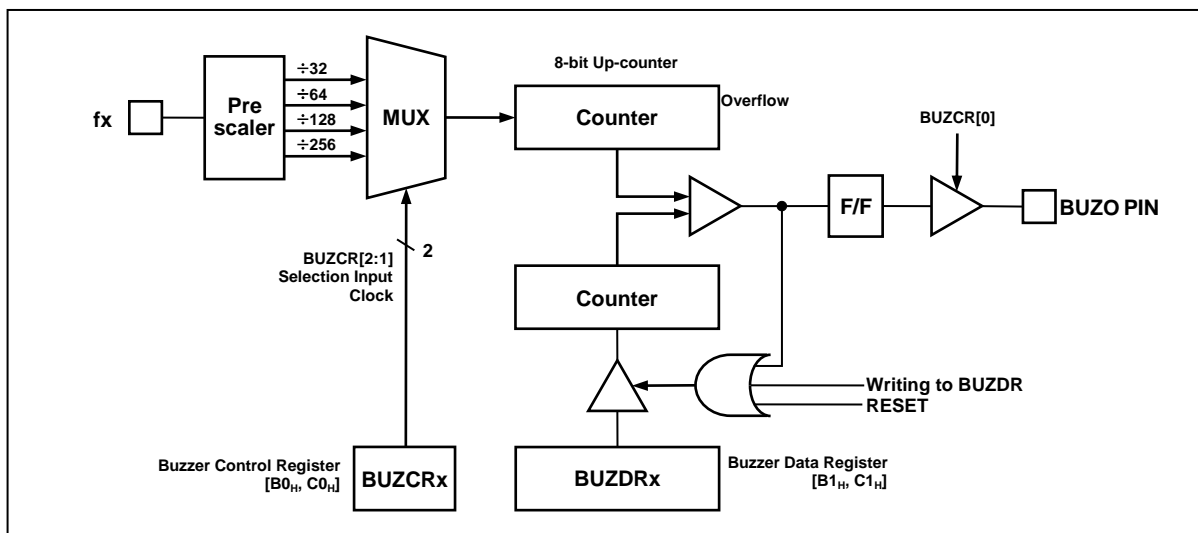 fx
Pre
scaler
÷32
÷64
÷128
÷256
MUX
8-bit Up-counter
Counter
Overflow
BUZCR[0]
F/F
BUZO PIN
2
BUZCR[2:1]
Selection Input
Clock
Counter
Writing to BUZDR
RESET
Buzzer Control Register
[B0H, C0H]
BUZCRx
BUZDRx
Buzzer Data Register
[B1H, C1H]